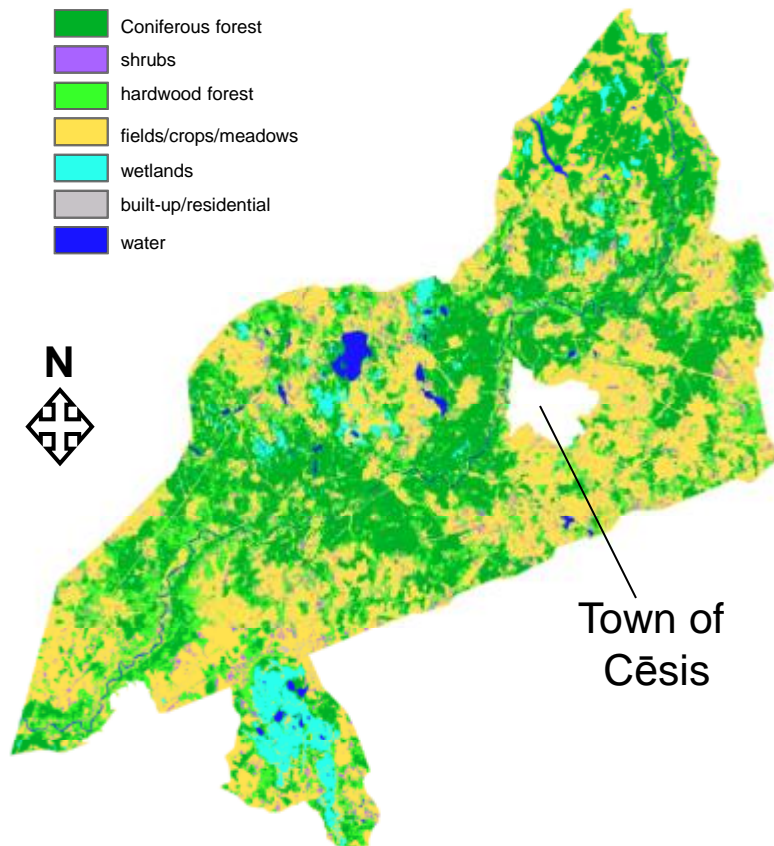 Coniferous forest
shrubs
hardwood forest
fields/crops/meadows
wetlands
built-up/residential
water
N
Town of
Cēsis